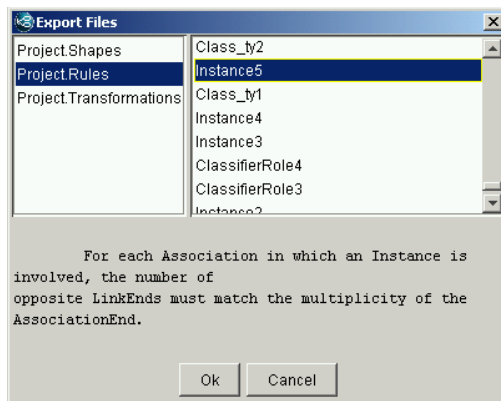 Export Files
Project.Shapes
Project.Rules
Project.Transformations
Class_ty2
Instance5
Class_ty1
Instance4
Instance3
ClassifierRole4
ClassifierRole3
Instance2
For each Association in which an Instance is
involved, the number of
opposite LinkEnds must match the multiplicity of the
AssociationEnd.
Ok
Cancel